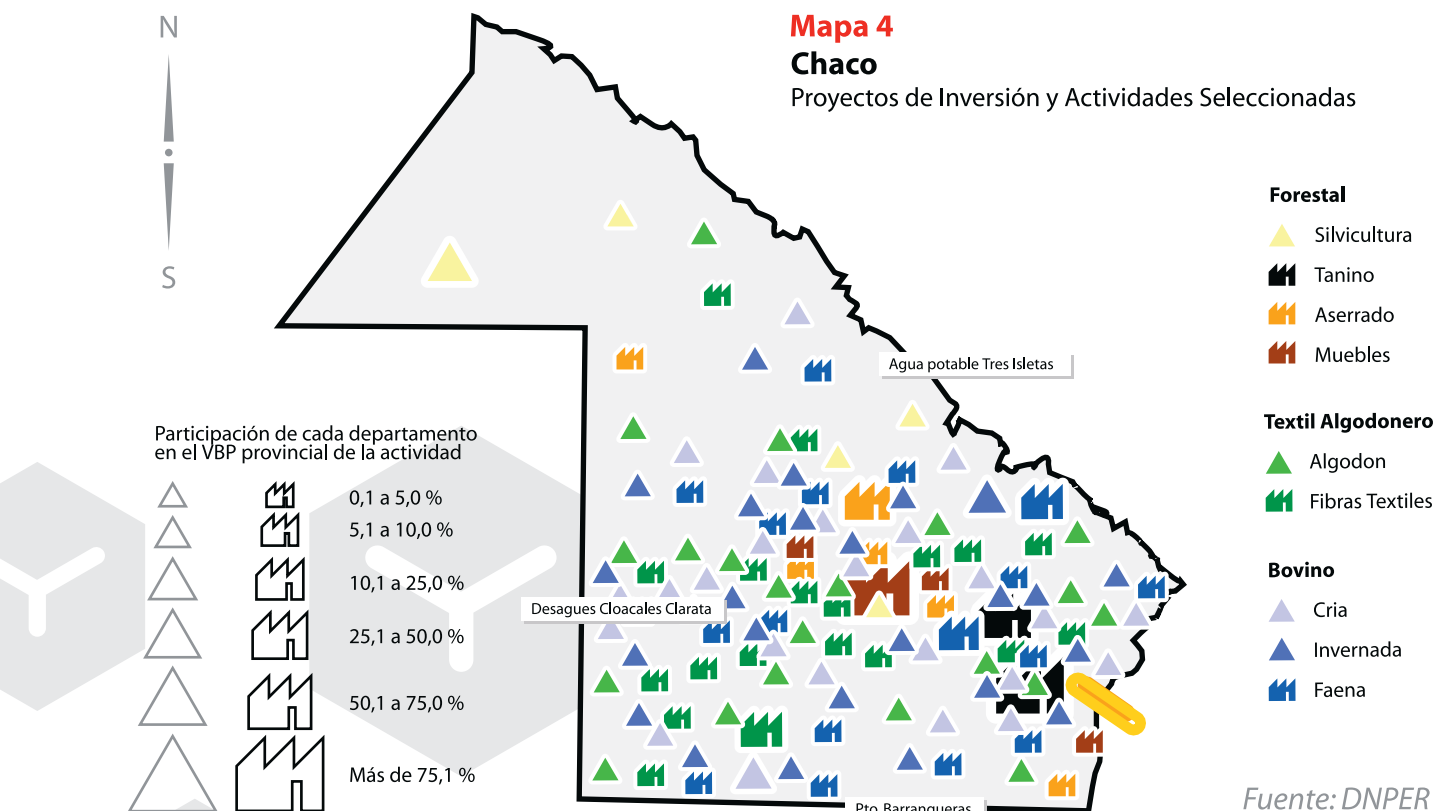 Mapa 4
Chaco
Proyectos de Inversión y Actividades Seleccionadas
N
S
Forestal
Silvicultura
Tanino
Aserrado
Muebles
Textil Algodonero
Algodon
Fibras Textiles
Bovino
Cria
Invernada
Faena
Agua potable Tres Isletas
Desagues Cloacales Clarata
Pto. Barranqueras
Participación de cada departamento
en el VBP provincial de la actividad
0,1 a 5,0 %
5,1 a 10,0 %
10,1 a 25,0 %
25,1 a 50,0 %
50,1 a 75,0 %
Más de 75,1 %
Fuente: DNPER